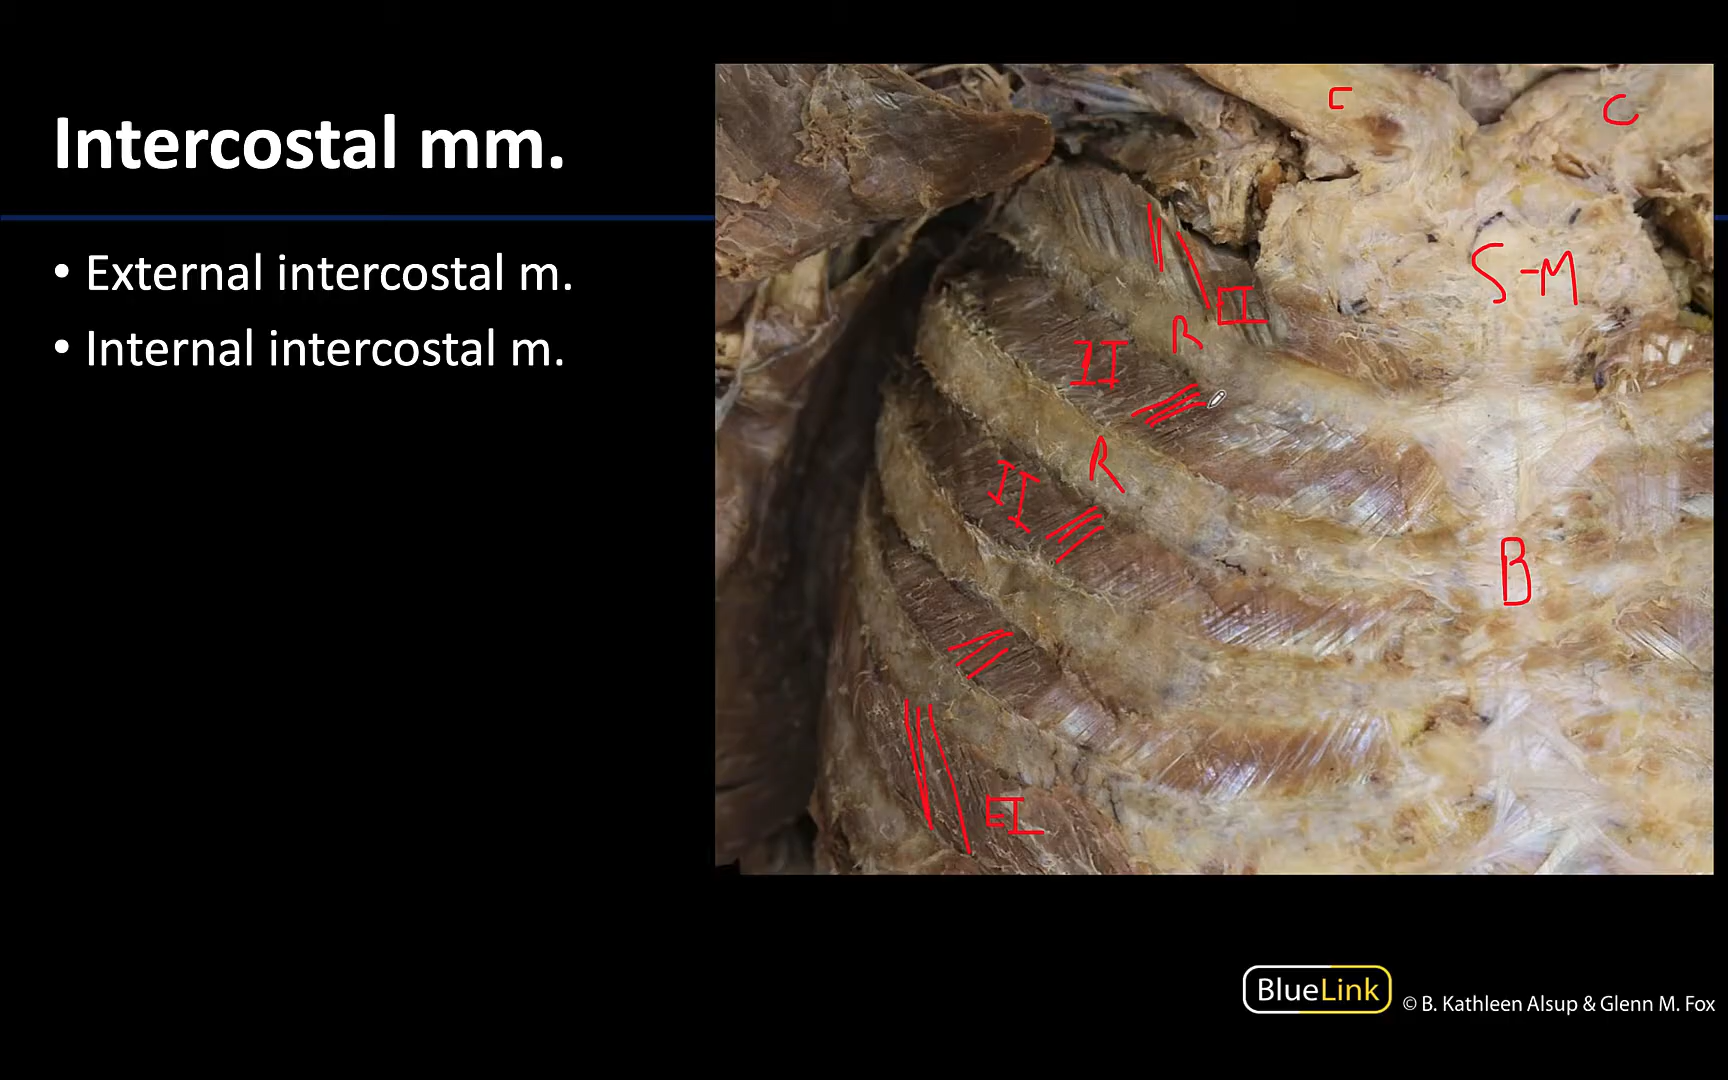 Intercostal mm.
• External intercostal m.
• Internal intercostal m.
C
C
S-M
EI
R
II
R
II
B
EI
BlueLink
© B. Kathleen Alsup & Glenn M. Fox